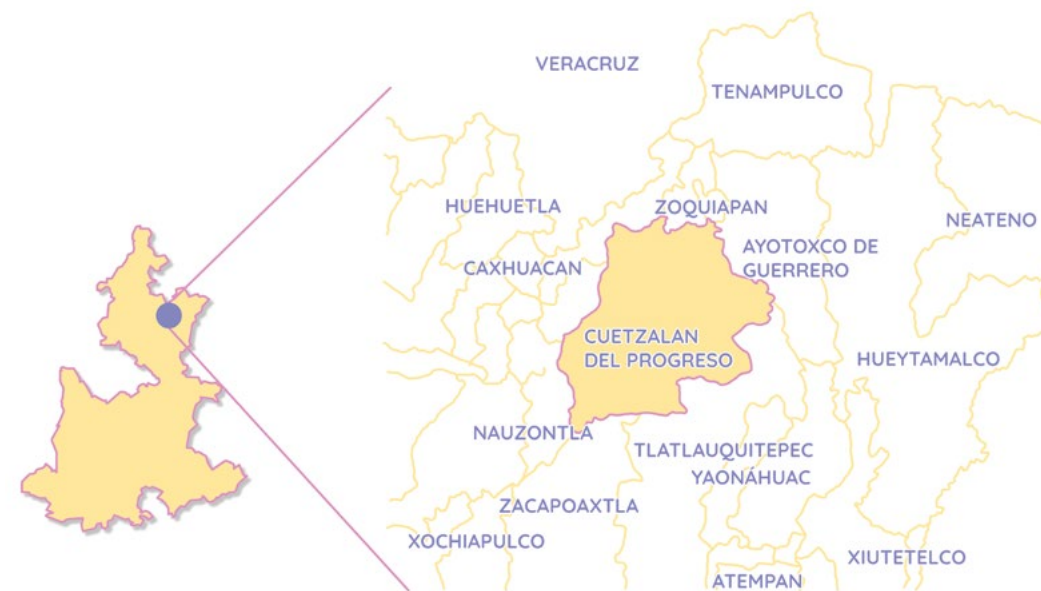 VERACRUZ
TENAMPULCO
HUEHUETLA
ZOQUIAPAN
NEATENO
AYOTOXCO DE
GUERRERO
CAXHUACAN
CUETZALAN
DEL PROGRESO
HUEYTAMALCO
NAUZONTLA
TLATLAUQUITEPEC
YAONÁHUAC
ZACAPOAXTLA
XOCHIAPULCO
XIUTETELCO
ATEMPAN